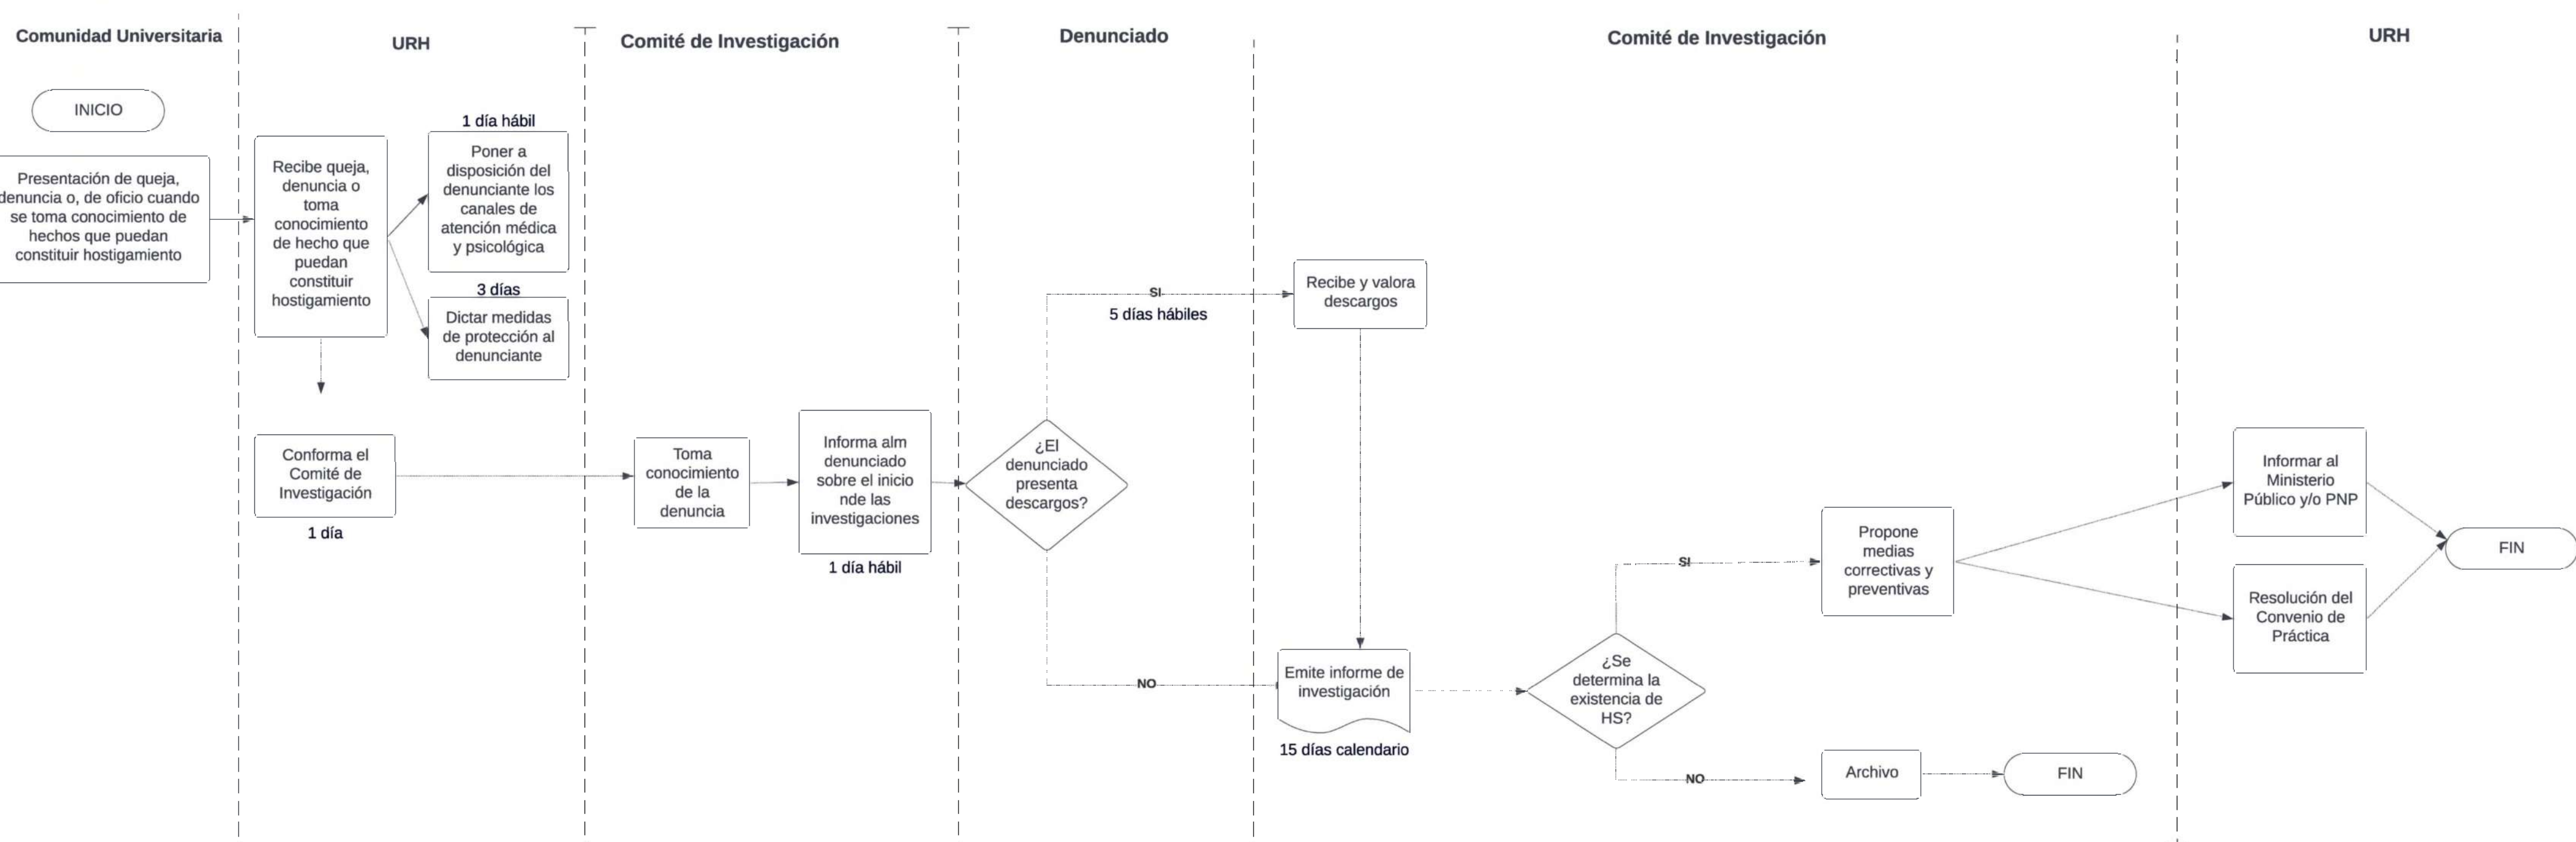 Comunidad Universitaria
URH
Comité de Investigación
Denunciado
Comité de Investigación
URH
INICIO
Presentación de queja,
denuncia o, de oficio cuando
se toma conocimiento de
hechos que puedan
constituir hostigamiento
Recibe queja,
denuncia o
toma
conocimiento
de hecho que
puedan
constituir
hostigamiento
1 día hábil
Poner a
disposición del
denunciante los
canales de
atención médica
y psicológica
3 días
Dictar medidas
de protección al
denunciante
Conforma el
Comité de
Investigación
1 día
Toma
conocimiento
de la
denuncia
Informa alm
denunciado
sobre el inicio
nde las
investigaciones
1 día hábil
¿El
denunciado
presenta
descargos?
SI
5 días hábiles
NO
Recibe y valora
descargos
Emite informe de
investigación
15 días calendario
¿Se
determina la
existencia de
HS?
SI
NO
Propone
medias
correctivas y
preventivas
Archivo
FIN
Informar al
Ministerio
Público y/o PNP
Resolución del
Convenio de
Práctica
FIN